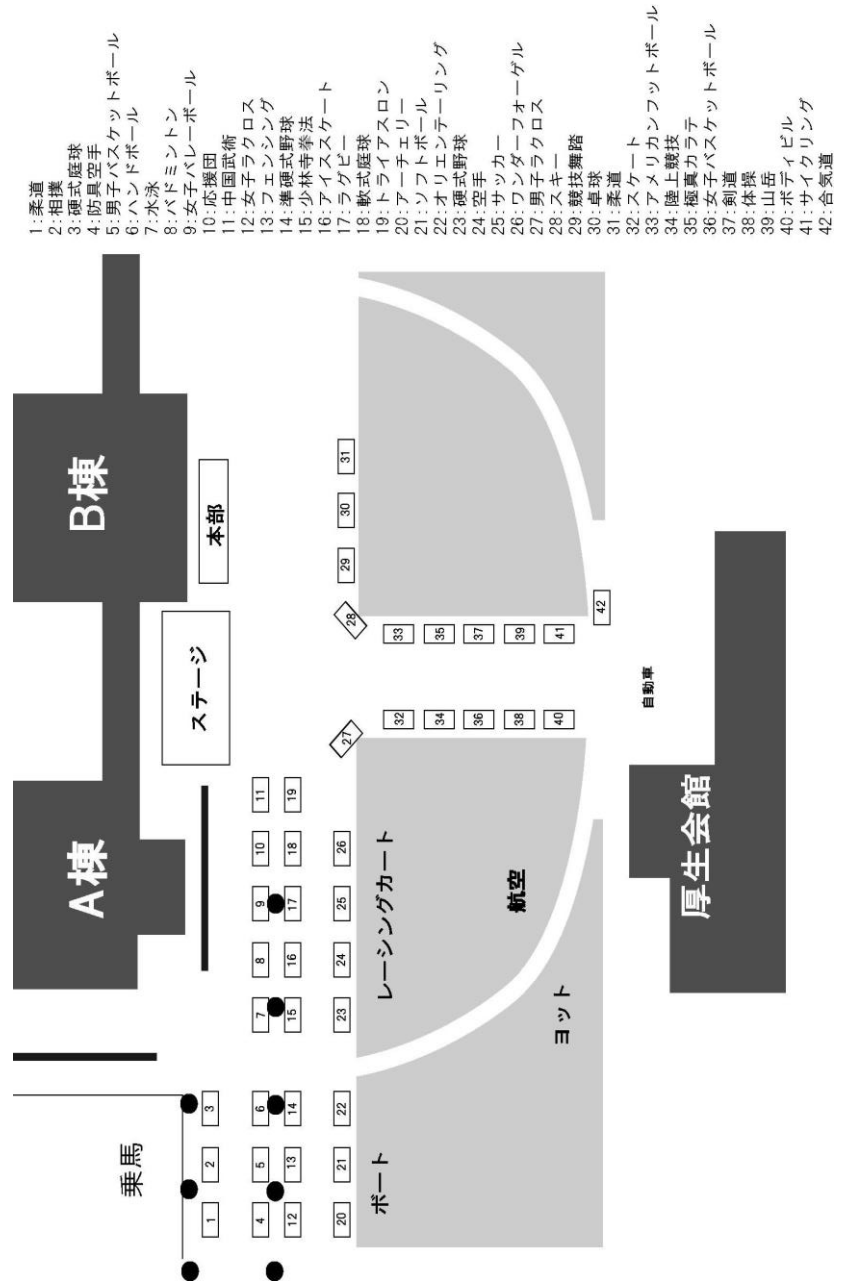 1:柔道
2:相撲
3:硬式庭球
4:防具空手
5:男子バスケットボール
6:ハンドボール
7:水泳
8:バドミントン
9:女子バレーボール
10:応援団
11:中国武術
12:女子ラクロス
13:フェンシング
14:準硬式野球
15:少林寺拳法
16:アイススケート
17:ラグビー
18:軟式庭球
19:トライアスロン
20:アーチェリー
21:ソフトボール
22:オリエンテーリング
23:硬式野球
24:空手
25:サッカー
26:ワンダーフォーゲル
27:男子ラクロス
28:スキー
29:競技舞踏
30:卓球
31:柔道
32:スケート
33:アメリカンフットボール
34:陸上競技
35:極真カラテ
36:女子バスケットボール
37:剣道
38:体操
39:山岳
40:ボディビル
41:サイクリング
42:合気道
A棟
B棟
乗馬
ステージ
本部
1
2
3
4
5
6
7
8
9
10
11
12
13
14
15
16
17
18
19
20
21
22
23
24
25
26
27
28
29
30
31
ボート
レーシングカート
32
33
34
35
36
37
38
39
40
41
42
航空
ヨット
自動車
厚生会館